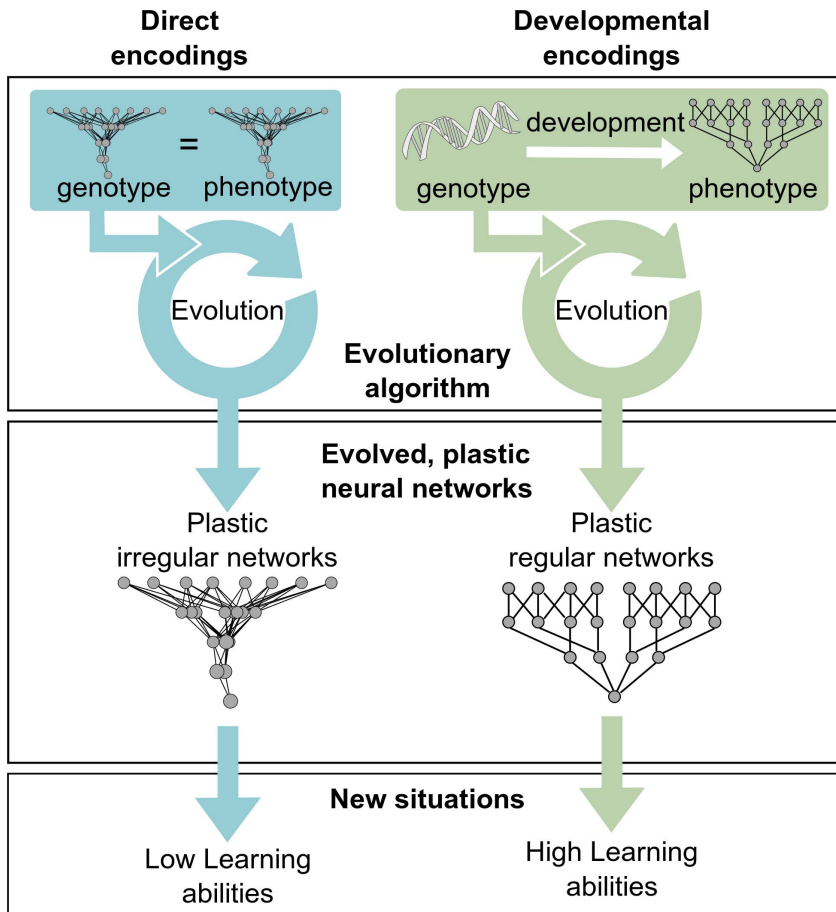 Direct
encodings
Developmental
encodings
genotype
=
phenotype
development
genotype
phenotype
Evolution
Evolution
Evolutionary
algorithm
Evolved, plastic
neural networks
Plastic
irregular networks
Plastic
regular networks
New situations
Low Learning
abilities
High Learning
abilities